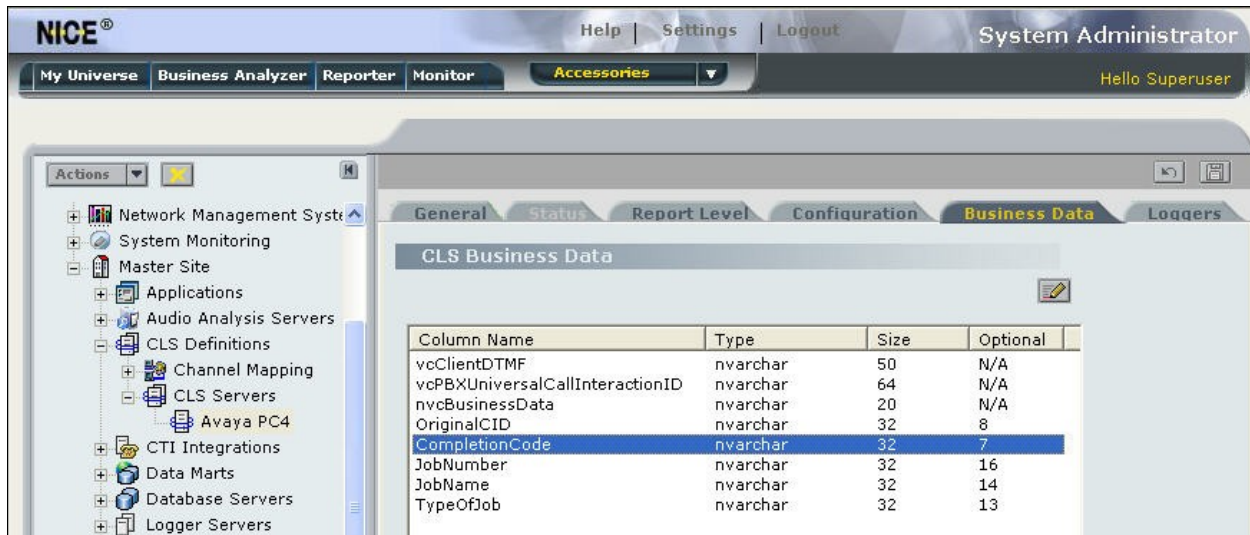 NICE®
Help | Settings | Logout
System Administrator
My Universe Business Analyzer Reporter Monitor Accessories
Hello Superuser
Actions
Network Management Syste
System Monitoring
Master Site
Applications
Audio Analysis Servers
CLS Definitions
Channel Mapping
CLS Servers
Avaya PC4
CTI Integrations
Data Marts
Database Servers
Logger Servers
General Status Report Level Configuration Business Data Loggers
CLS Business Data
Column Name Type Size Optional
vcClientDTMF nvarchar 50 N/A
vcPBXUniversalCallInteractionID nvarchar 64 N/A
nvcBusinessData nvarchar 20 N/A
OriginalCID nvarchar 32 8
CompletionCode nvarchar 32 7
JobNumber nvarchar 32 16
JobName nvarchar 32 14
TypeOfJob nvarchar 32 13